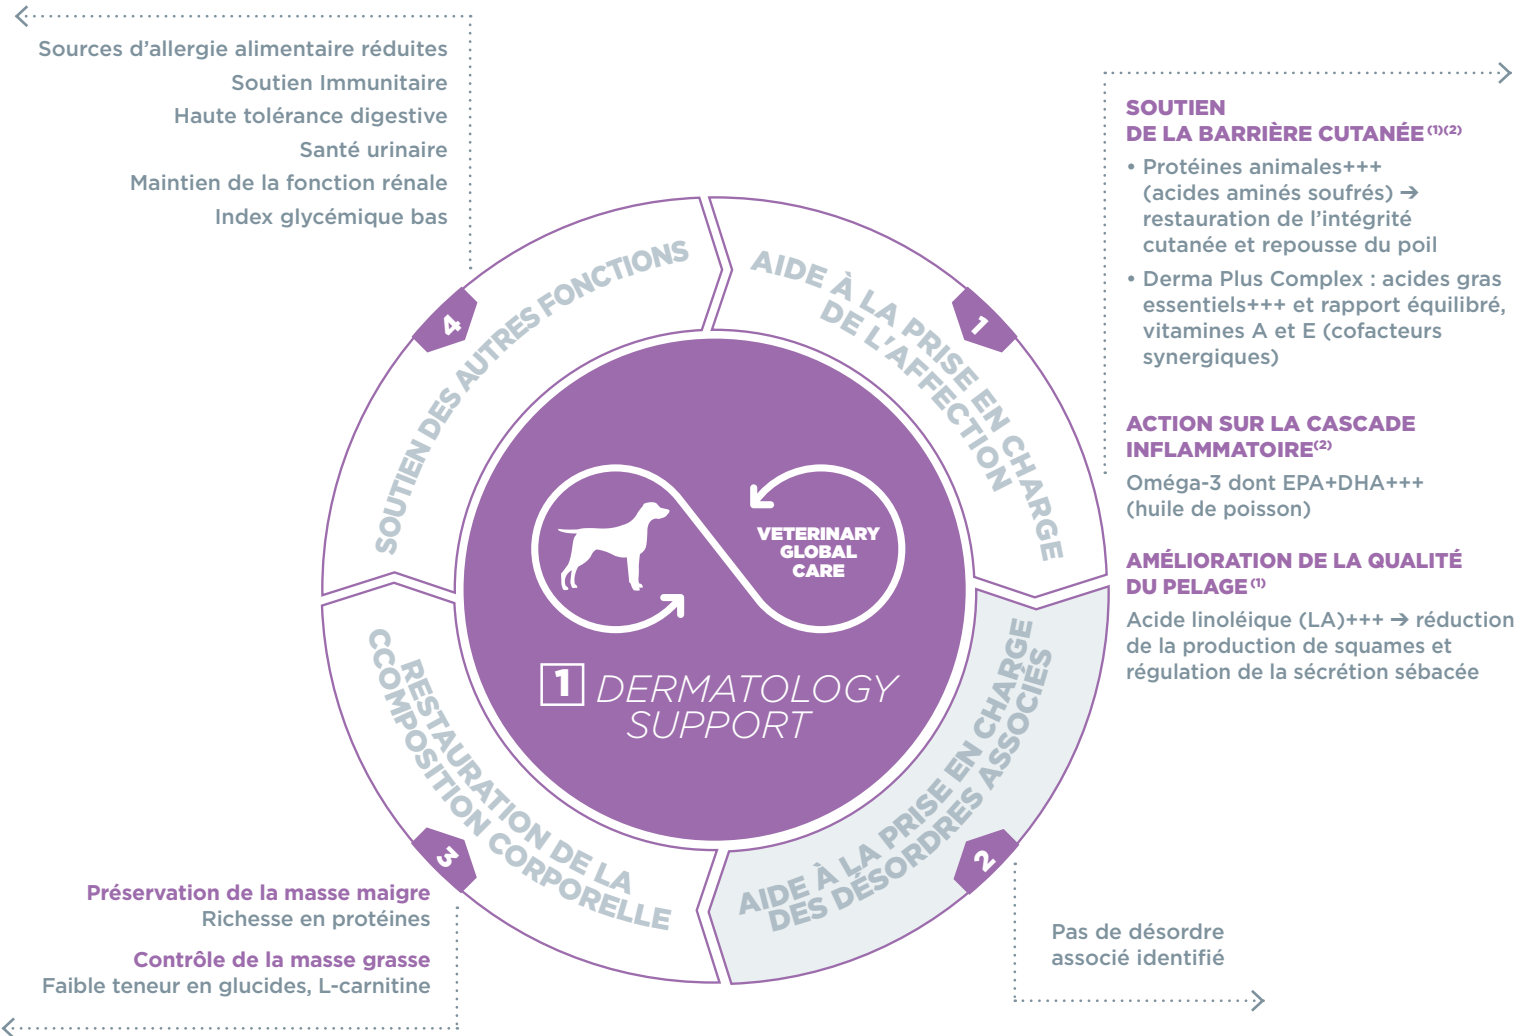 Sources d’allergie alimentaire réduites
Soutien Immunitaire
Haute tolérance digestive
Santé urinaire
Maintien de la fonction rénale
Index glycémique bas
4
SOUTIEN DES AUTRES FONCTIONS
1
AIDE À LA PRISE EN CHARGE
DE L’AFFECTION
SOUTIEN
DE LA BARRIÈRE CUTANÉE (1)(2)
• Protéines animales+++
(acides aminés soufrés) ➔
restauration de l’intégrité
cutanée et repousse du poil
• Derma Plus Complex : acides gras
essentiels+++ et rapport équilibré,
vitamines A et E (cofacteurs
synergiques)
ACTION SUR LA CASCADE
INFLAMMATOIRE(2)
Oméga-3 dont EPA+DHA+++
(huile de poisson)
AMÉLIORATION DE LA QUALITÉ
DU PELAGE (1)
Acide linoléique (LA)+++ ➔ réduction
de la production de squames et
régulation de la sécrétion sébacée
VETERINARY
GLOBAL
CARE
1 DERMATOLOGY
SUPPORT
AIDE À LA PRISE EN CHARGE
DES DÉSORDRES ASSOCIÉS
2
Pas de désordre
associé identifié
RESTAURATION DE LA
CCOMPOSITION CORPORELLE
3
Préservation de la masse maigre
Richesse en protéines
Contrôle de la masse grasse
Faible teneur en glucides, L-carnitine